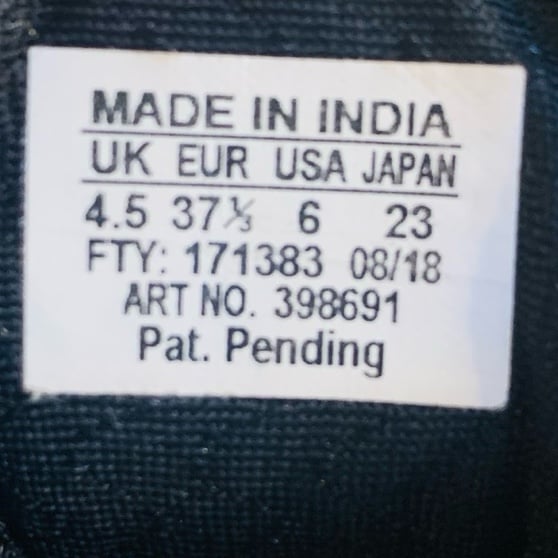 MADE IN INDIA
UK EUR USA JAPAN
4.5 37⅓ 6 23
FTY: 171383 08/18
ART NO. 398691
Pat. Pending